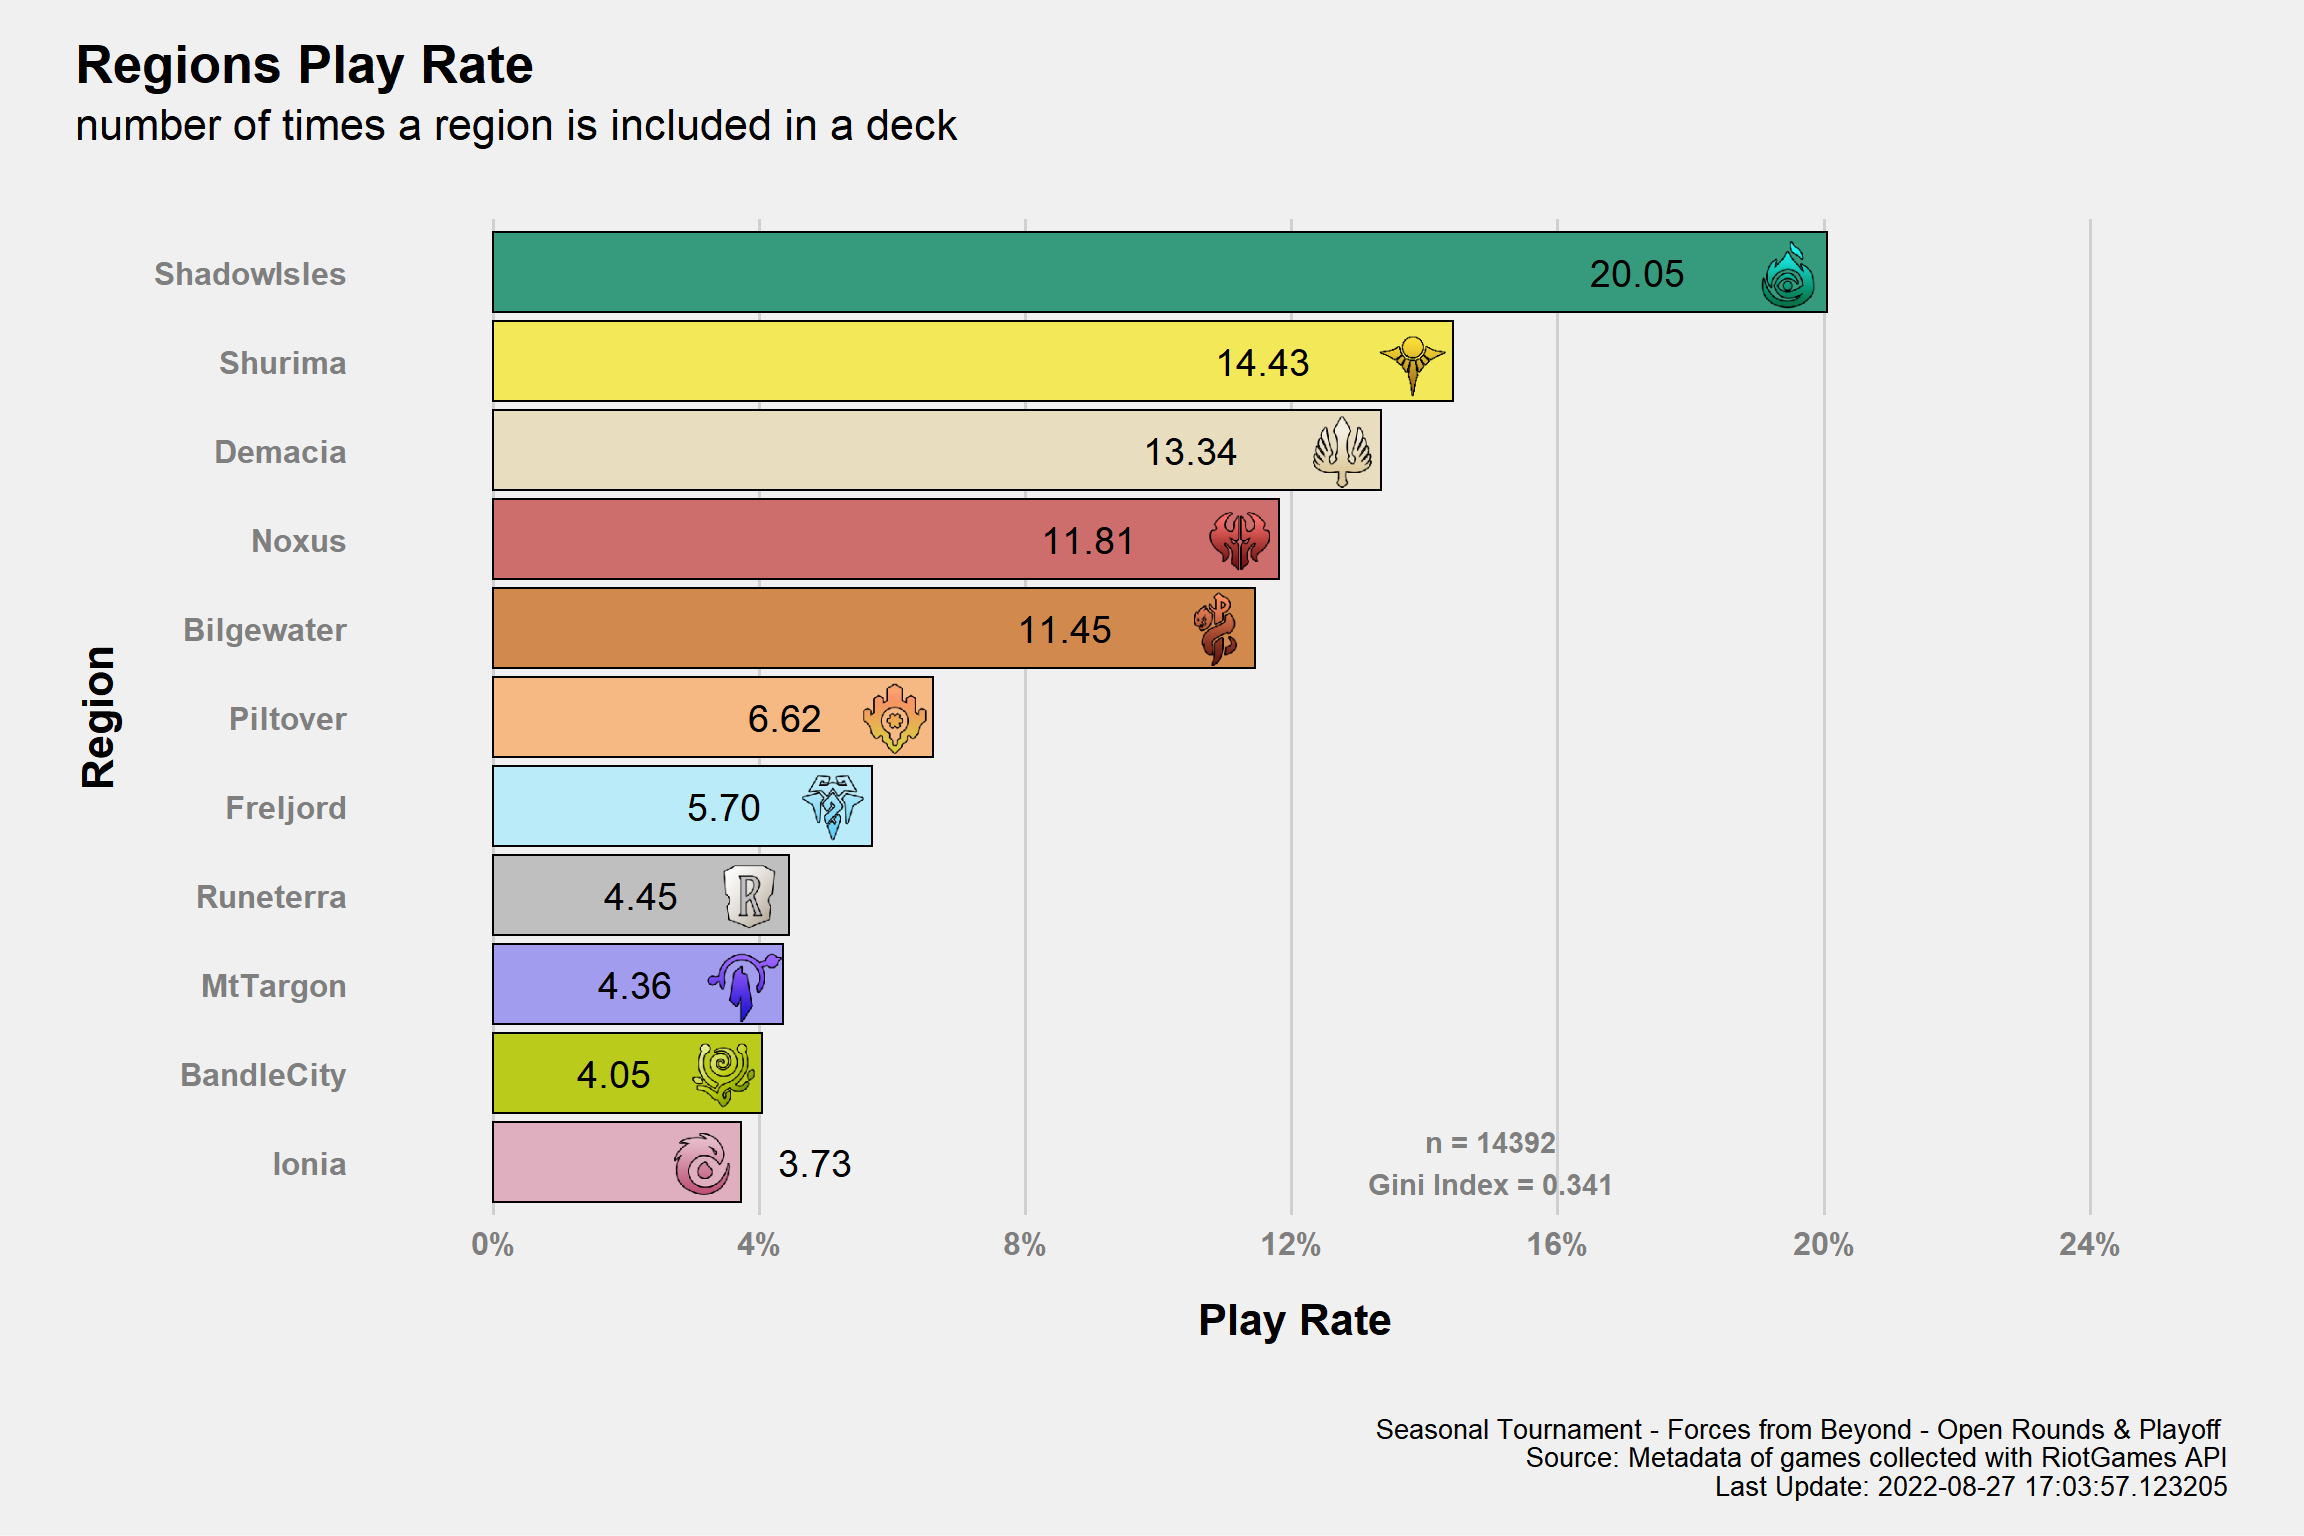 Regions Play Rate
number of times a region is included in a deck
Region
ShadowIsles 20.05
Shurima 14.43
Demacia 13.34
Noxus 11.81
Bilgewater 11.45
Piltover 6.62
Freljord 5.70
Runeterra 4.45 R
MtTargon 4.36
BandleCity 4.05
Ionia 3.73
n = 14392
Gini Index = 0.341
0% 4% 8% 12% 16% 20% 24%
Play Rate
Seasonal Tournament - Forces from Beyond - Open Rounds & Playoff
Source: Metadata of games collected with RiotGames API
Last Update: 2022-08-27 17:03:57.123205